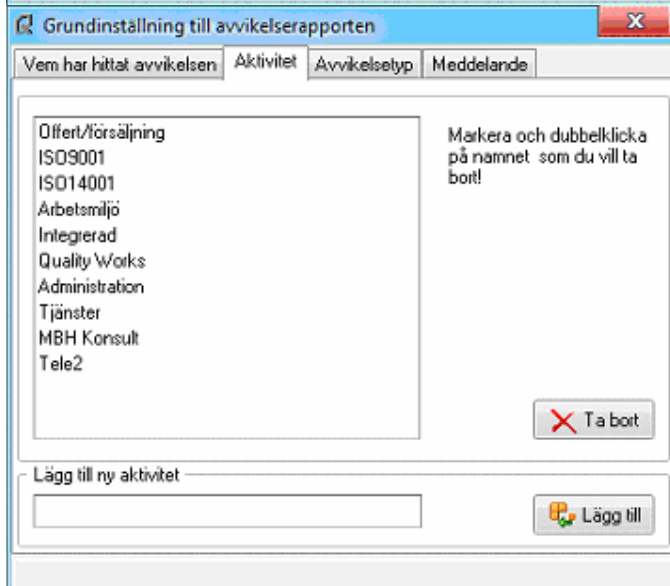 Grundinställning till avvikelserapporten
Vem har hittat avvikelsen Aktivitet Avvikelsetyp Meddelande
Offert/försäljning
ISO9001
ISO14001
Arbetsmiljö
Integrerad
Quality Works
Administration
Tjänster
MBH Konsult
Tele2
Markera och dubbelklicka
på namnet som du vill ta
bort!
Ta bort
Lägg till ny aktivitet
Lägg till